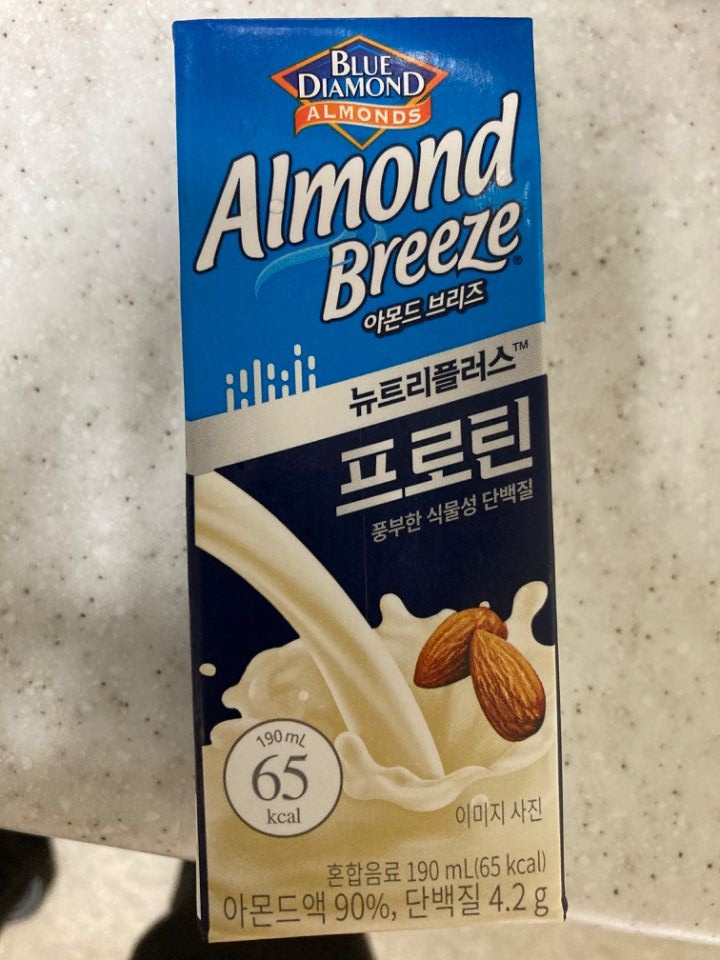 BLUE
DIAMOND
ALMONDS
Almond
Breeze®
아몬드 브리즈
뉴트리플러스™
프로틴
풍부한 식물성 단백질
190 mL
65
kcal
이미지 사진
혼합음료 190 mL(65 kcal)
아몬드액 90%, 단백질 4.2 g